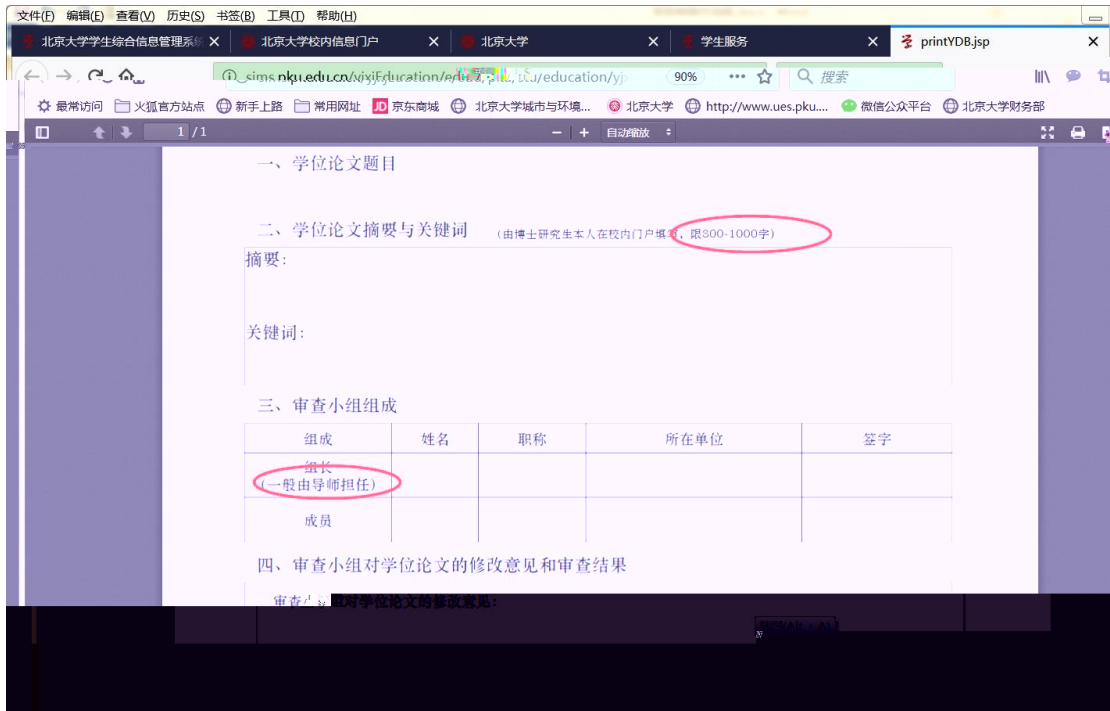 文件(F) 编辑(E) 查看(V) 历史(S) 书签(B) 工具(T) 帮助(H)
北京大学学生综合信息管理系统 北京大学校内信息门户 北京大学 学生服务 printYDB.jsp
90% 搜索
最常访问 火狐官方站点 新手上路 常用网址 JD 京东商城 北京大学城市与环境... 北京大学 http://www.ues.pku.... 微信公众平台 北京大学财务部
1 / 1 自动缩放
一、学位论文题目
二、学位论文摘要与关键词 (由博士研究生本人在校内门户填写，限800-1000字)
摘要:
关键词:
三、审查小组组成
组成 姓名 职称 所在单位 签字
组长
(一般由导师担任)
成员
四、审查小组对学位论文的修改意见和审查结果
审查小组对学位论文的修改意见: